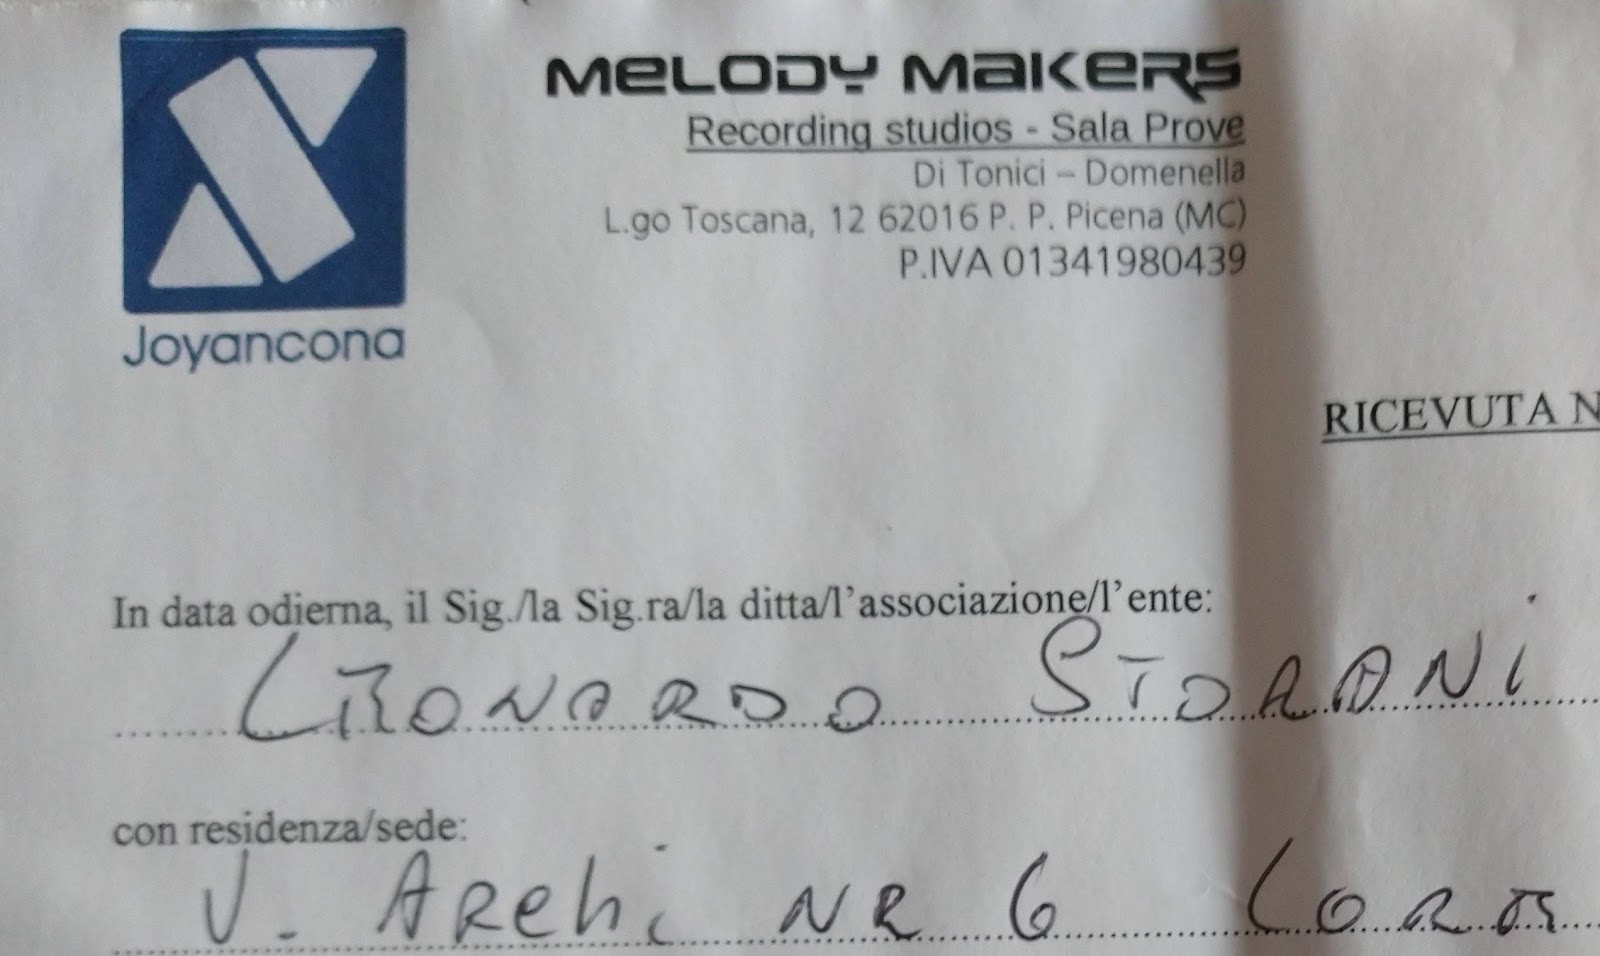 MELODY MAKERS
Recording studios - Sala Prove
Di Tonici – Domenella
L.go Toscana, 12 62016 P. P. Picena (MC)
P.IVA 01341980439
Joyancona
RICEVUTA N
In data odierna, il Sig./la Sig.ra/la ditta/l'associazione/l'ente:
LEONARDO STORANI
con residenza/sede:
V. Archi NR 6